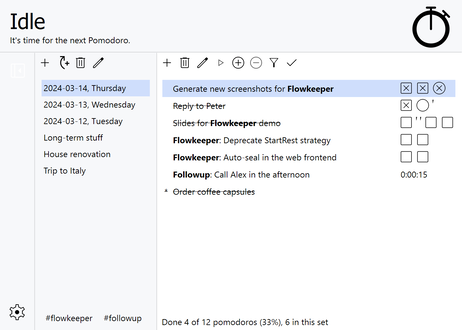 Idle
It's time for the next Pomodoro.
2024-03-14, Thursday
2024-03-13, Wednesday
2024-03-12, Tuesday
Long-term stuff
House renovation
Trip to Italy
#flowkeeper #followup
Generate new screenshots for Flowkeeper
Reply to Peter
Slides for Flowkeeper demo
Flowkeeper: Deprecate StartRest strategy
Flowkeeper: Auto-seal in the web frontend
Followup: Call Alex in the afternoon 0:00:15
Order coffee capsules
Done 4 of 12 pomodoros (33%), 6 in this set